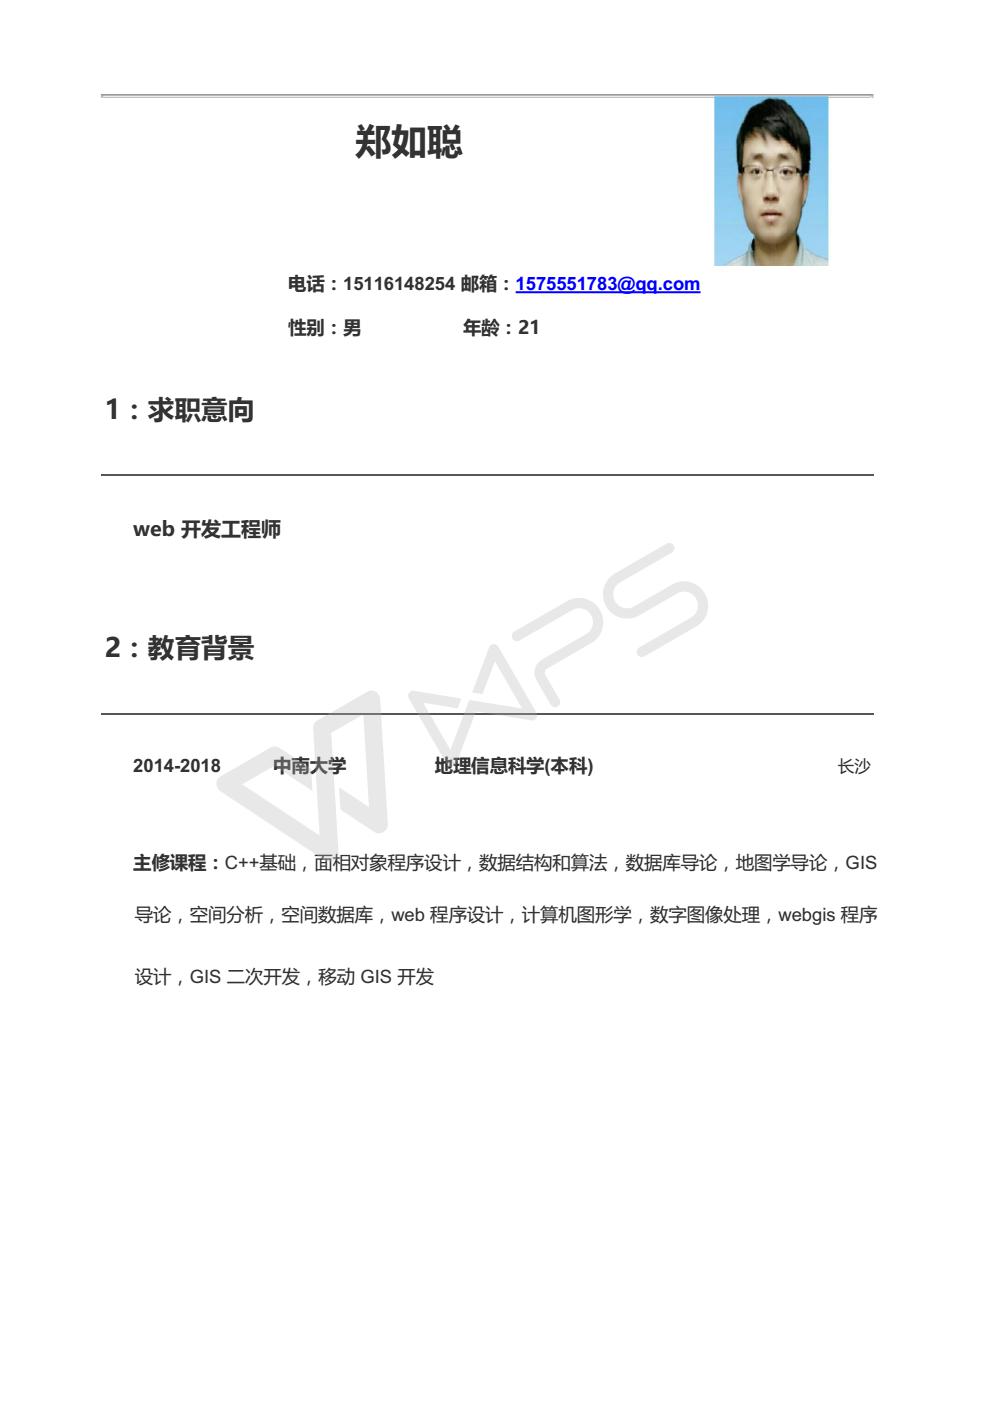 郑如聪
电话：15116148254 邮箱：1575551783@qq.com
性别：男 年龄：21
1：求职意向
web 开发工程师
2：教育背景
WPS
2014-2018 中南大学 地理信息科学(本科) 长沙
主修课程：C++基础，面相对象程序设计，数据结构和算法，数据库导论，地图学导论，GIS
导论，空间分析，空间数据库，web 程序设计，计算机图形学，数字图像处理，webgis 程序
设计，GIS 二次开发，移动 GIS 开发